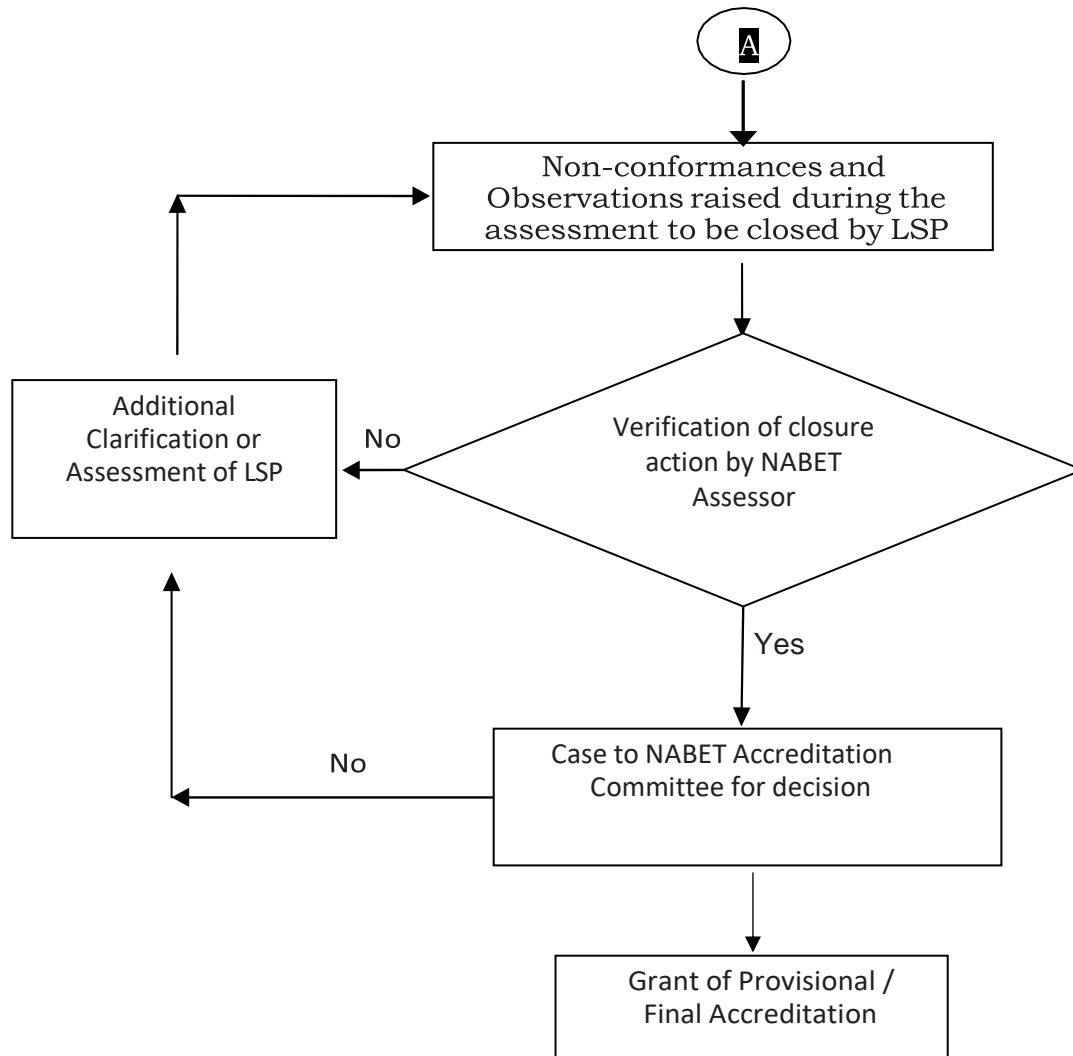 A
Non-conformances and
Observations raised during the
assessment to be closed by LSP
Additional
Clarification or
Assessment of LSP
No
Verification of closure
action by NABET
Assessor
Yes
Case to NABET Accreditation
Committee for decision
No
Grant of Provisional /
Final Accreditation